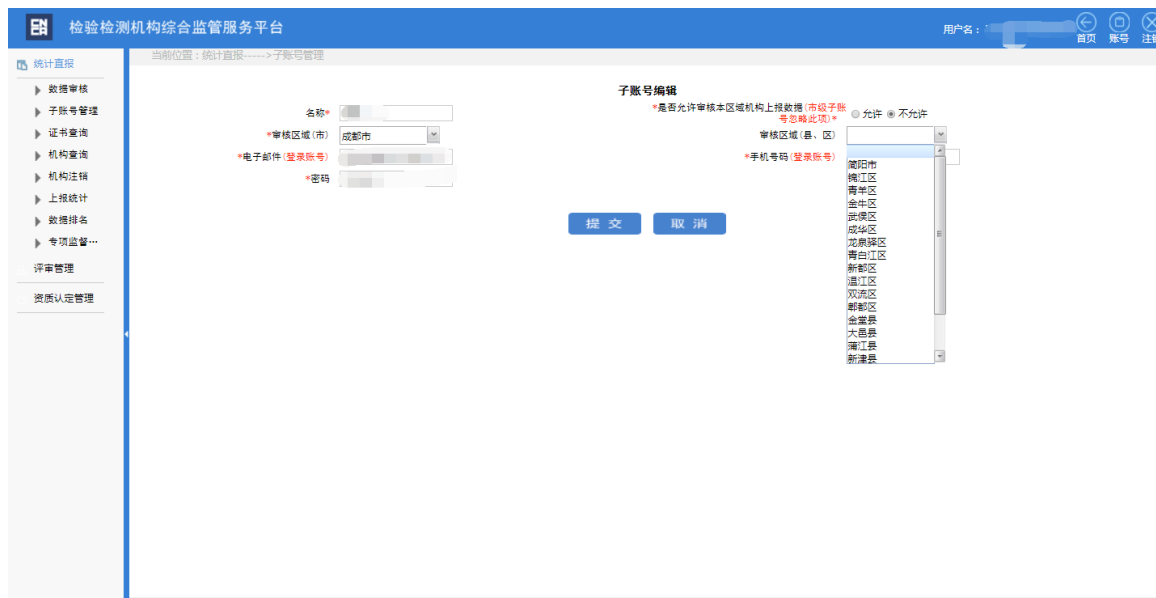 检验检测机构综合监管服务平台
用户名：
首页 账号 注销
当前位置：统计直报----->子账号管理
统计直报
数据审核
子账号管理
证书查询
机构查询
机构注销
上报统计
数据排名
专项监督…
评审管理
资质认定管理
子账号编辑
名称*
*是否允许审核本区域机构上报数据(市级子账号忽略此项)*
允许 不允许
*审核区域(市) 成都市
审核区域(县、区)
*电子邮件(登录账号)
*手机号码(登录账号)
*密码
简阳市
锦江区
青羊区
金牛区
武侯区
成华区
龙泉驿区
青白江区
新都区
温江区
双流区
郫都区
金堂县
大邑县
蒲江县
新津县
提交 取消